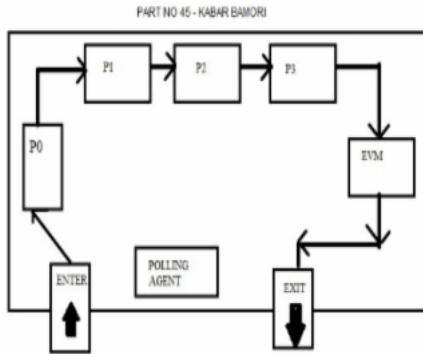 PART NO 45 - KABAR BAMORI
P1
P2
P3
P0
EVM
ENTER
POLLING
AGENT
EXIT